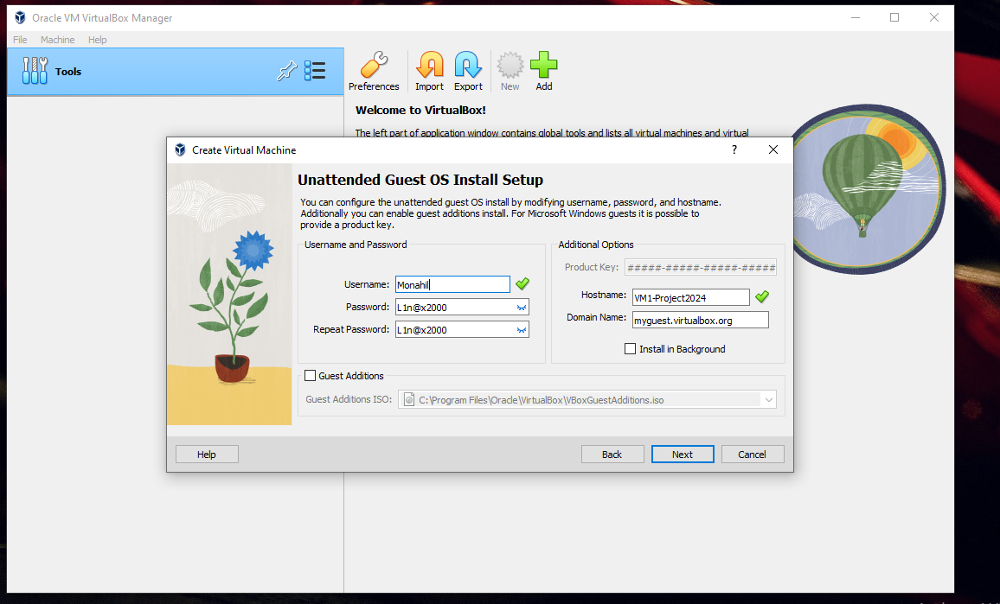 Oracle VM VirtualBox Manager
File Machine Help
Tools
Preferences Import Export New Add
Welcome to VirtualBox!
The left part of application window contains global tools and lists all virtual machines and virtual
Create Virtual Machine
?
Unattended Guest OS Install Setup
You can configure the unattended guest OS install by modifying username, password, and hostname.
Additionally you can enable guest additions install. For Microsoft Windows guests it is possible to
provide a product key.
Username and Password
Username: Monahil
Password: L1n@x2000
Repeat Password: L1n@x2000
Additional Options
Product Key: #####-#####-#####-#####
Hostname: VM1-Project2024
Domain Name: myguest.virtualbox.org
Install in Background
Guest Additions
Guest Additions ISO: C:\Program Files\Oracle\VirtualBox\VBoxGuestAdditions.iso
Help Back Next Cancel